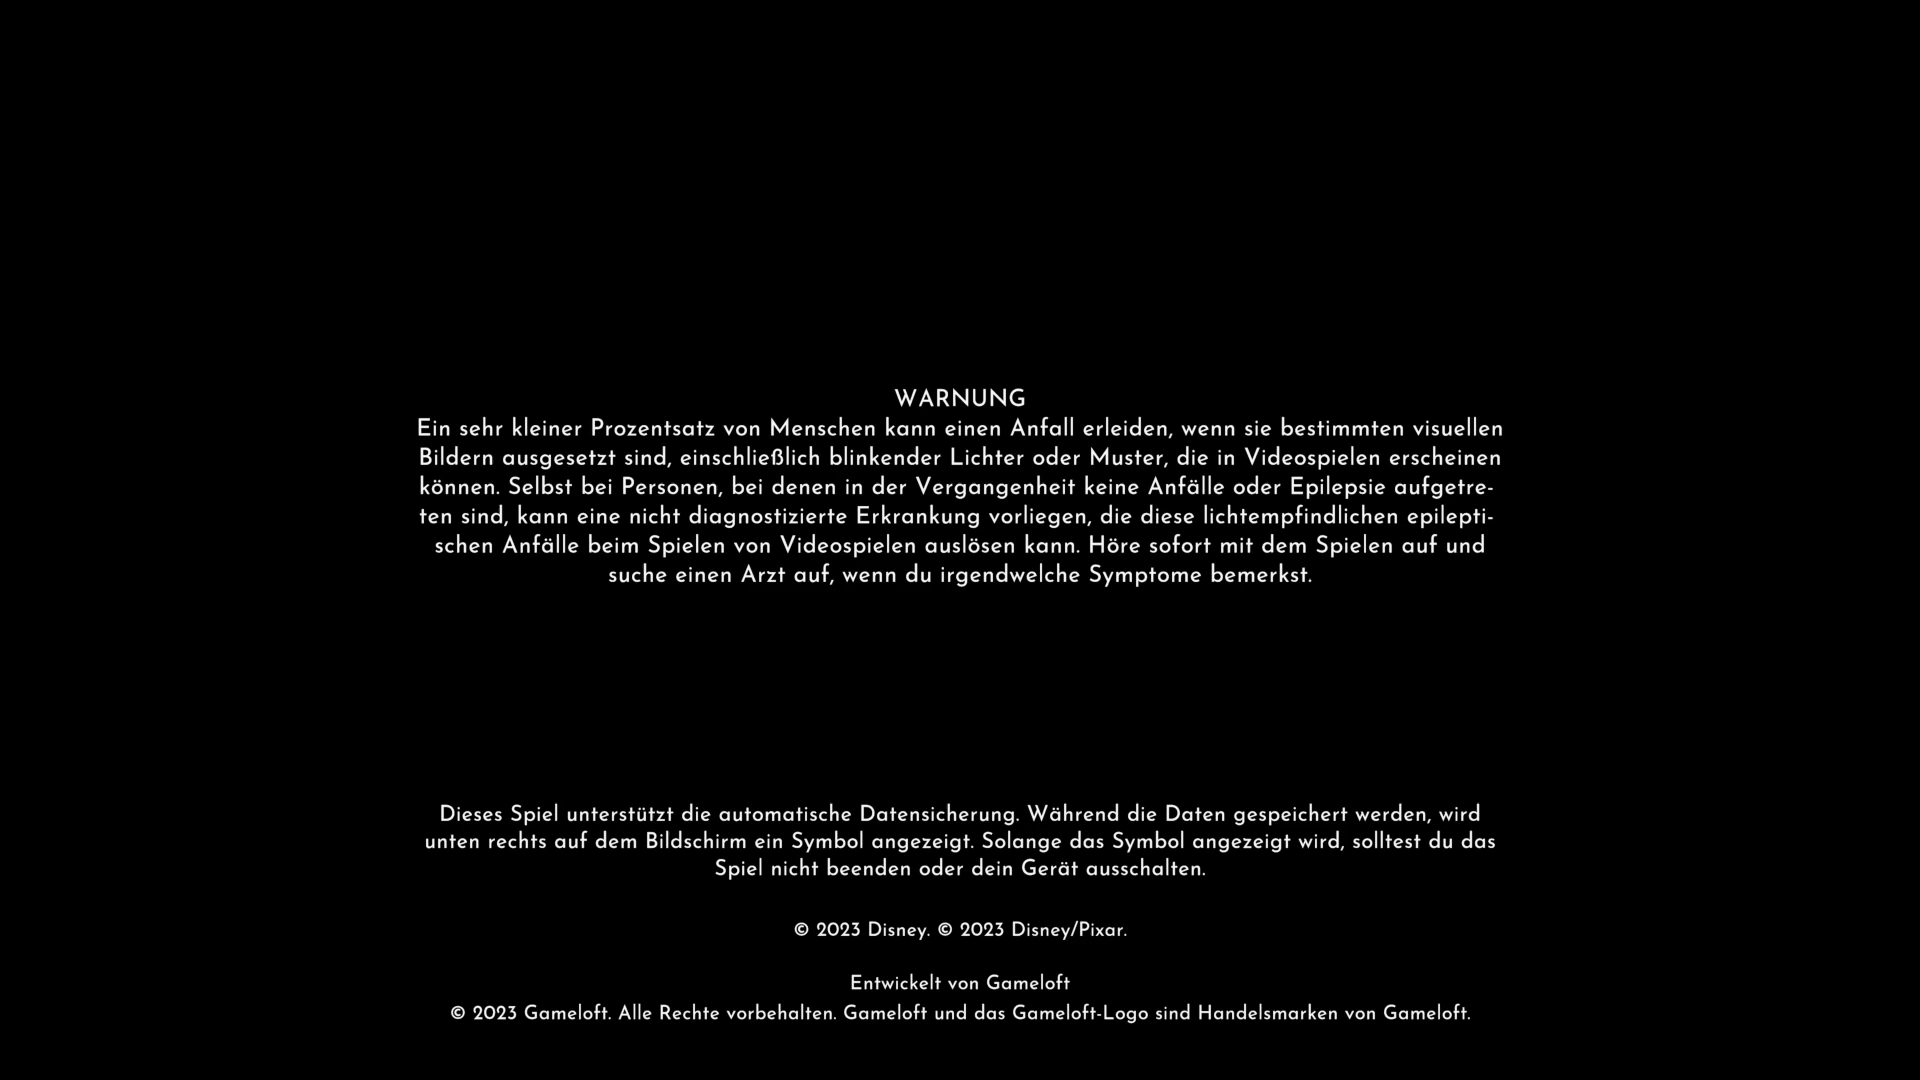 WARNUNG
Ein sehr kleiner Prozentsatz von Menschen kann einen Anfall erleiden, wenn sie bestimmten visuellen
Bildern ausgesetzt sind, einschließlich blinkender Lichter oder Muster, die in Videospielen erscheinen
können. Selbst bei Personen, bei denen in der Vergangenheit keine Anfälle oder Epilepsie aufgetre-
ten sind, kann eine nicht diagnostizierte Erkrankung vorliegen, die diese lichtempfindlichen epilepti-
schen Anfälle beim Spielen von Videospielen auslösen kann. Höre sofort mit dem Spielen auf und
suche einen Arzt auf, wenn du irgendwelche Symptome bemerkst.
Dieses Spiel unterstützt die automatische Datensicherung. Während die Daten gespeichert werden, wird
unten rechts auf dem Bildschirm ein Symbol angezeigt. Solange das Symbol angezeigt wird, solltest du das
Spiel nicht beenden oder dein Gerät ausschalten.
© 2023 Disney. © 2023 Disney/Pixar.
Entwickelt von Gameloft
© 2023 Gameloft. Alle Rechte vorbehalten. Gameloft und das Gameloft-Logo sind Handelsmarken von Gameloft.